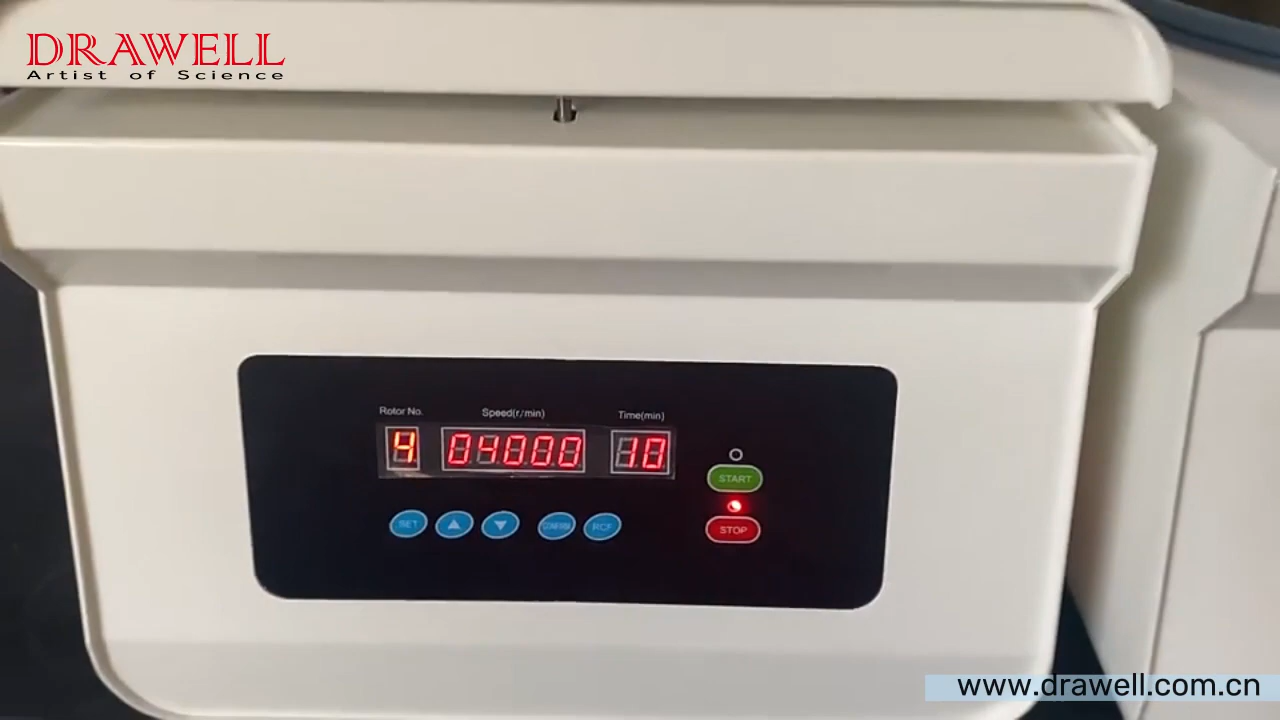 DRAWELL
Artist of Science
Rotor No. Speed(r/min) Time(min)
4 04000 10
START
SET CONFIRM RCF
STOP
www.drawell.com.cn